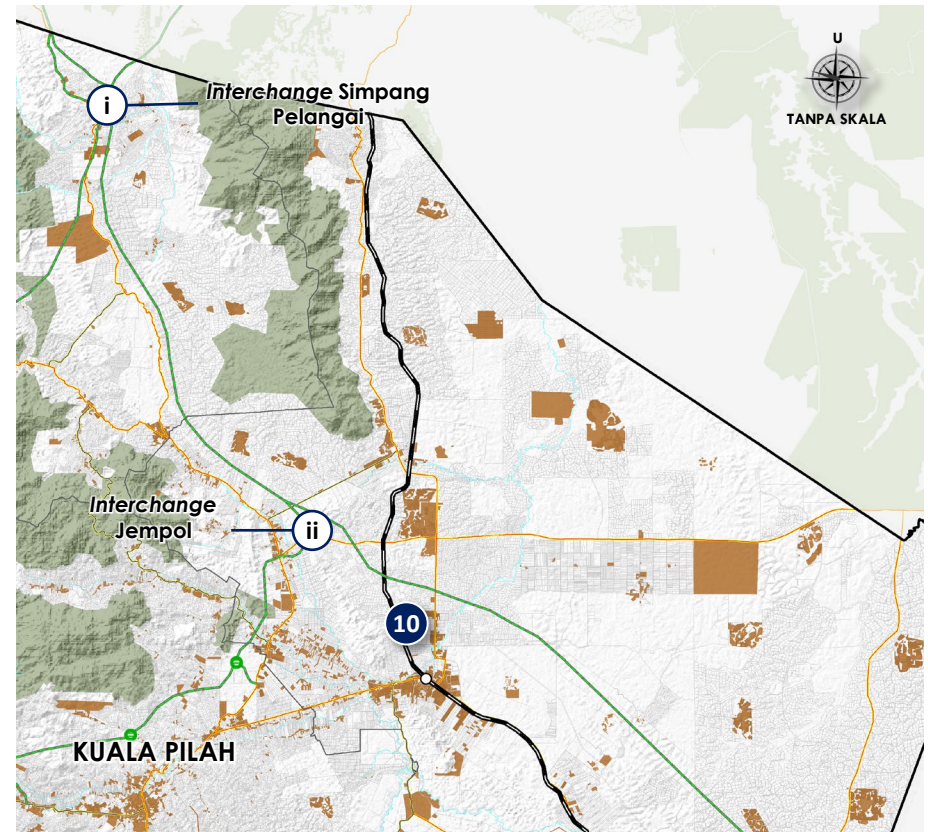 U
TANPA SKALA
i
Interchange Simpang
Pelangai
Interchange
Jempol
ii
10
KUALA PILAH